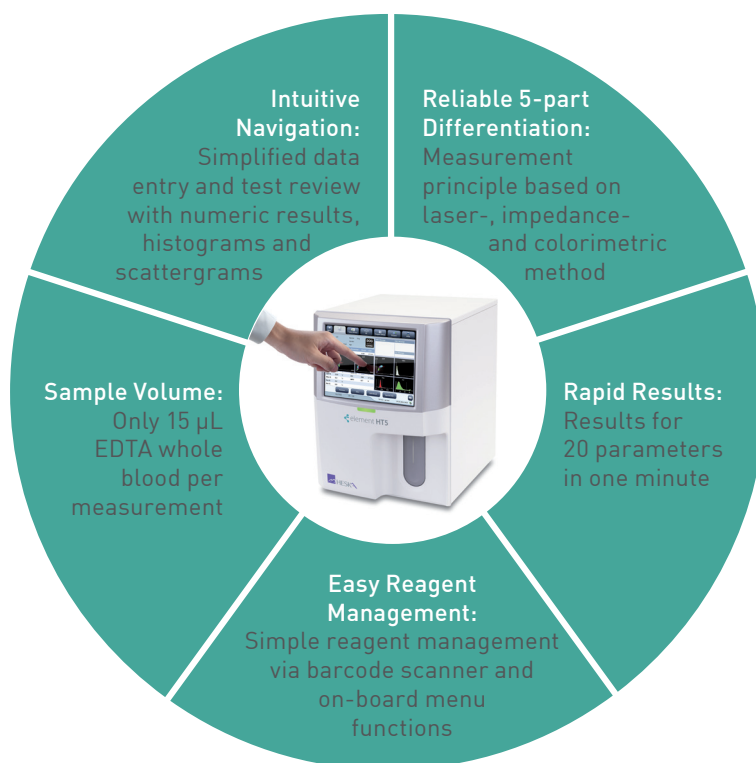 Intuitive
Navigation:
Simplified data
entry and test review
with numeric results,
histograms and
scattergrams
Reliable 5-part
Differentiation:
Measurement
principle based on
laser-, impedance-
and colorimetric
method
Sample Volume:
Only 15 µL
EDTA whole
blood per
measurement
Rapid Results:
Results for
20 parameters
in one minute
element HT5
HESKA
Easy Reagent
Management:
Simple reagent management
via barcode scanner and
on-board menu
functions